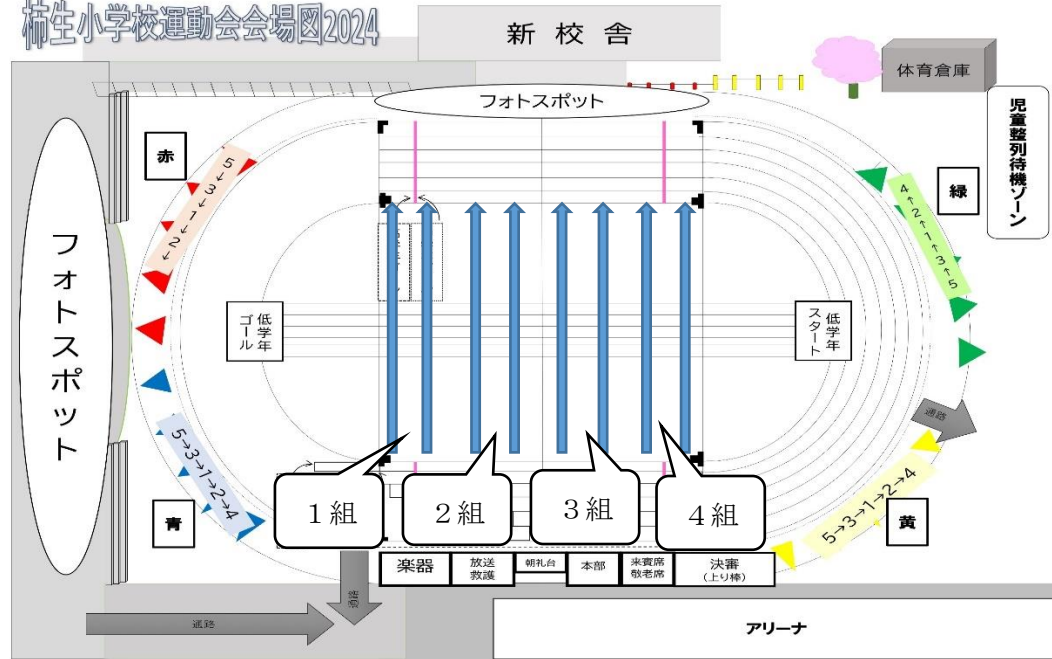 柿生小学校運動会会場図2024
新校舎
体育倉庫
フォトスポット
児童整列待機ゾーン
赤
5→3→1→2→
緑
4←2←1←3←5
フォトスポット
低学年
ゴール
低学年
スタート
通路
5→3→1→2→4
青
1組
2組
3組
4組
5→3→1→2→4
黄
楽器
放送
救護
朝礼台
本部
来賓席
敬老席
決審
(上り棒)
通路
通路
アリーナ